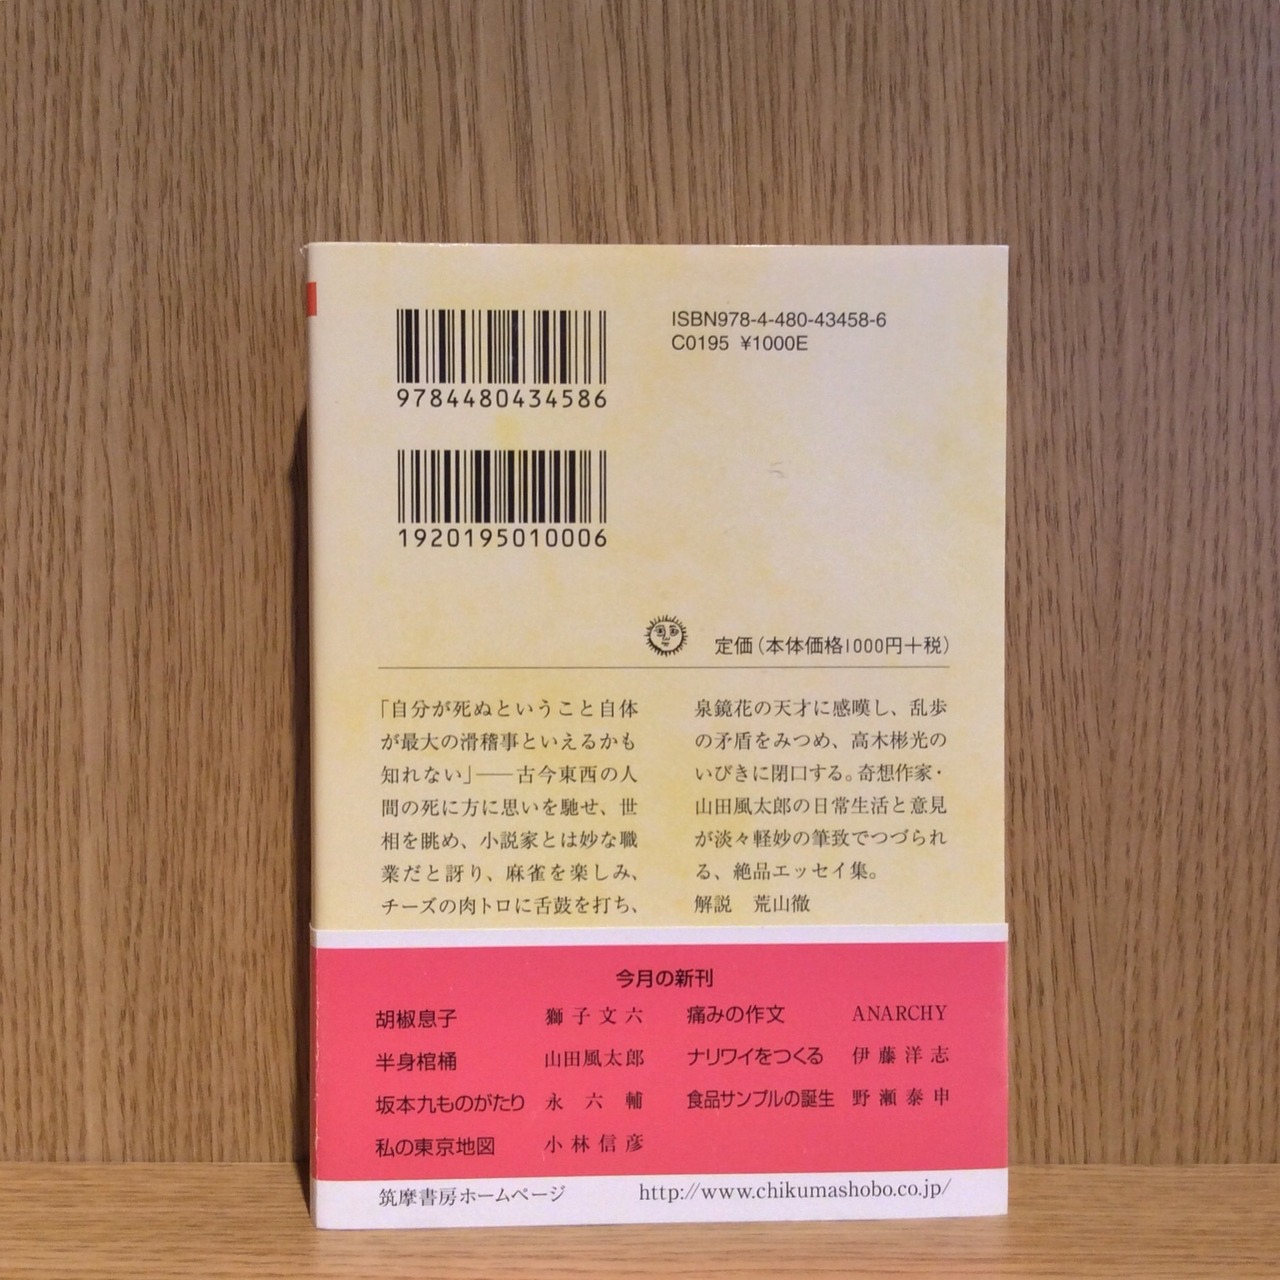 9784480434586
ISBN978-4-480-43458-6
C0195 ¥1000E
1920195010006
定価(本体価格1000円+税)
「自分が死ぬということ自体
が最大の滑稽事といえるかも
知れない」――古今東西の人
間の死に方に思いを馳せ、世
相を眺め、小説家とは妙な職
業だと訝り、麻雀を楽しみ、
チーズの肉トロに舌鼓を打ち、
泉鏡花の天才に感嘆し、乱歩
の矛盾をみつめ、高木彬光の
いびきに閉口する。奇想作家・
山田風太郎の日常生活と意見
が淡々軽妙の筆致でつづられ
る、絶品エッセイ集。
解説 荒山徹
今月の新刊
胡椒息子 獅子文六
半身棺桶 山田風太郎
坂本九ものがたり 永六輔
私の東京地図 小林信彦
痛みの作文 ANARCHY
ナリワイをつくる 伊藤洋志
食品サンプルの誕生 野瀬泰申
筑摩書房ホームページ http://www.chikumashobo.co.jp/